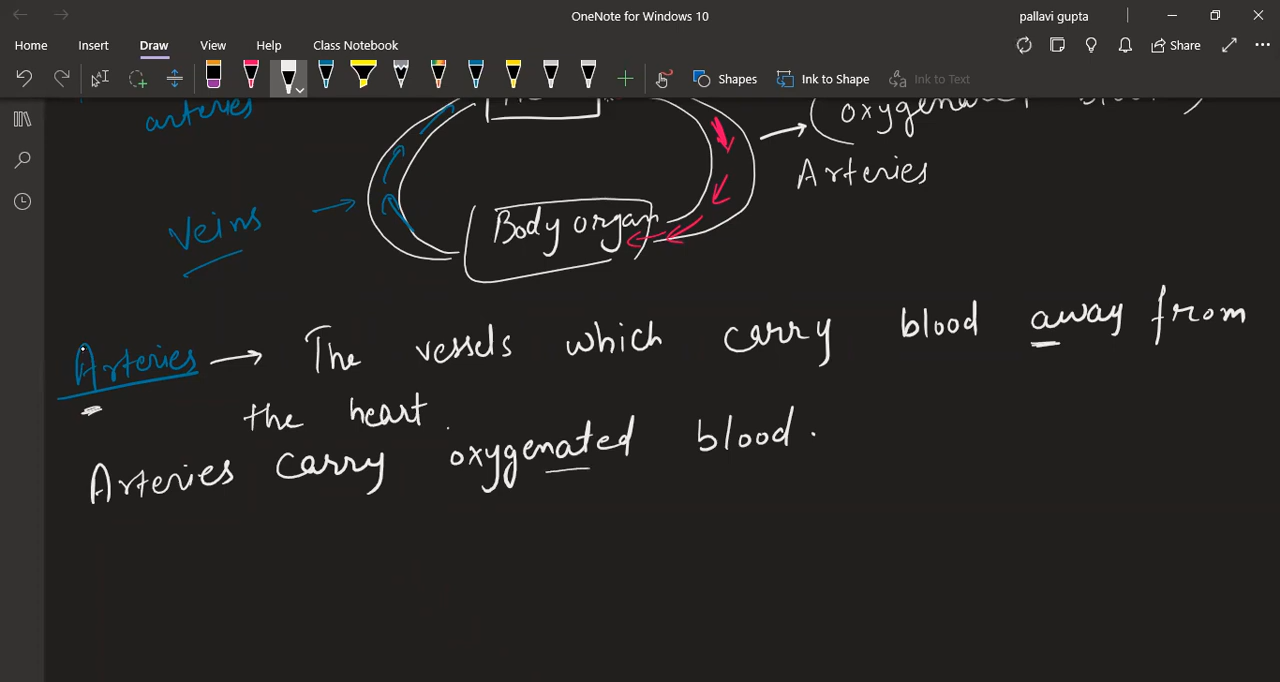 OneNote for Windows 10
pallavi gupta
Home Insert Draw View Help Class Notebook
Share
Shapes Ink to Shape Ink to Text
arteries
Arteries
Veins
Body organ
Arteries → The vessels which carry blood away from
the heart.
Arteries carry oxygenated blood.